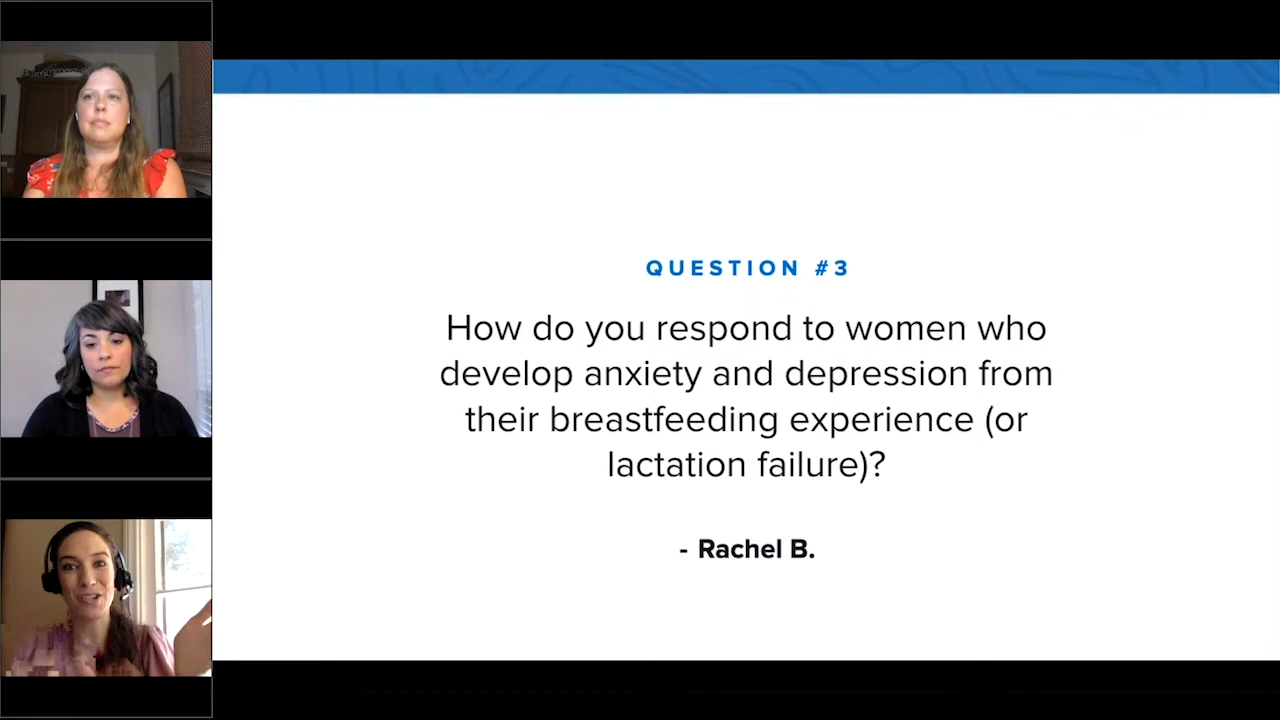 QUESTION #3
How do you respond to women who
develop anxiety and depression from
their breastfeeding experience (or
lactation failure)?
- Rachel B.